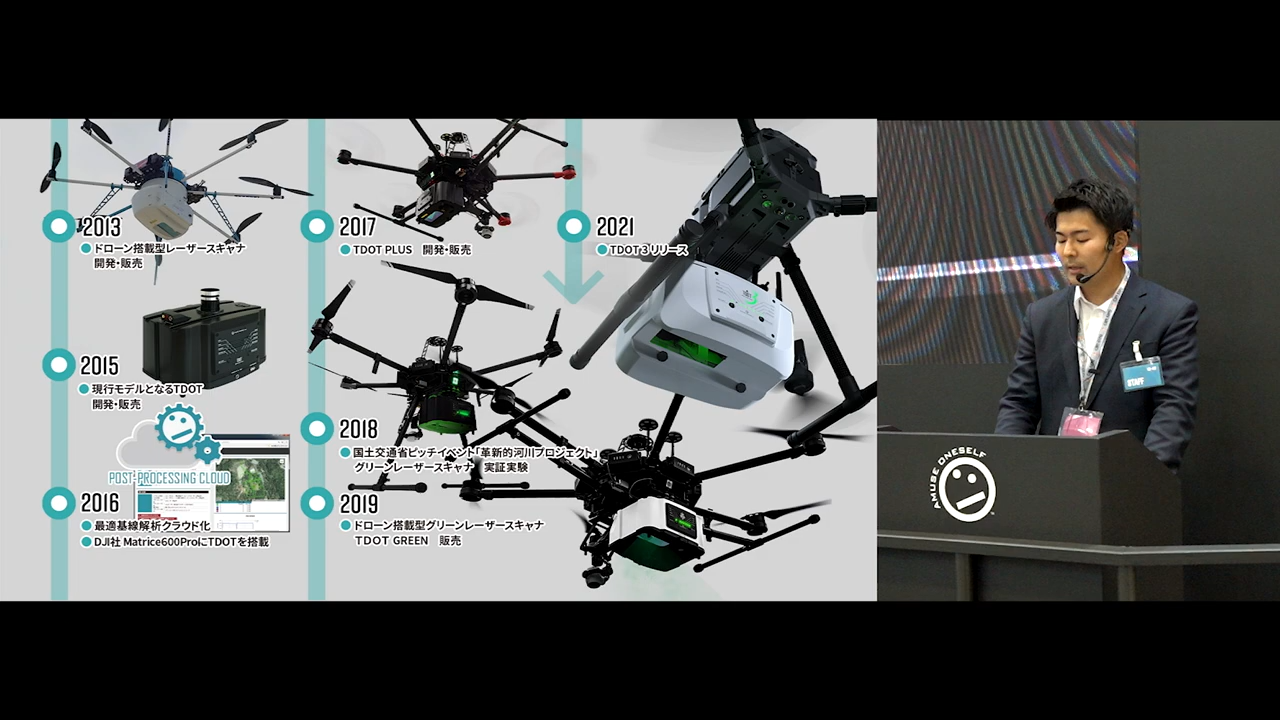 2013
ドローン搭載型レーザースキャナ
開発・販売
2015
現行モデルとなるTDOT
開発・販売
POST-PROCESSING CLOUD
2016
最適基線解析クラウド化
DJI社 Matrice600ProにTDOTを搭載
2017
TDOT PLUS 開発・販売
2018
国土交通省ピッチイベント「革新的河川プロジェクト」
グリーンレーザースキャナ 実証実験
2019
ドローン搭載型グリーンレーザースキャナ
TDOT GREEN 販売
2021
TDOT 3 リリース
STAFF
AMUSE ONESELF